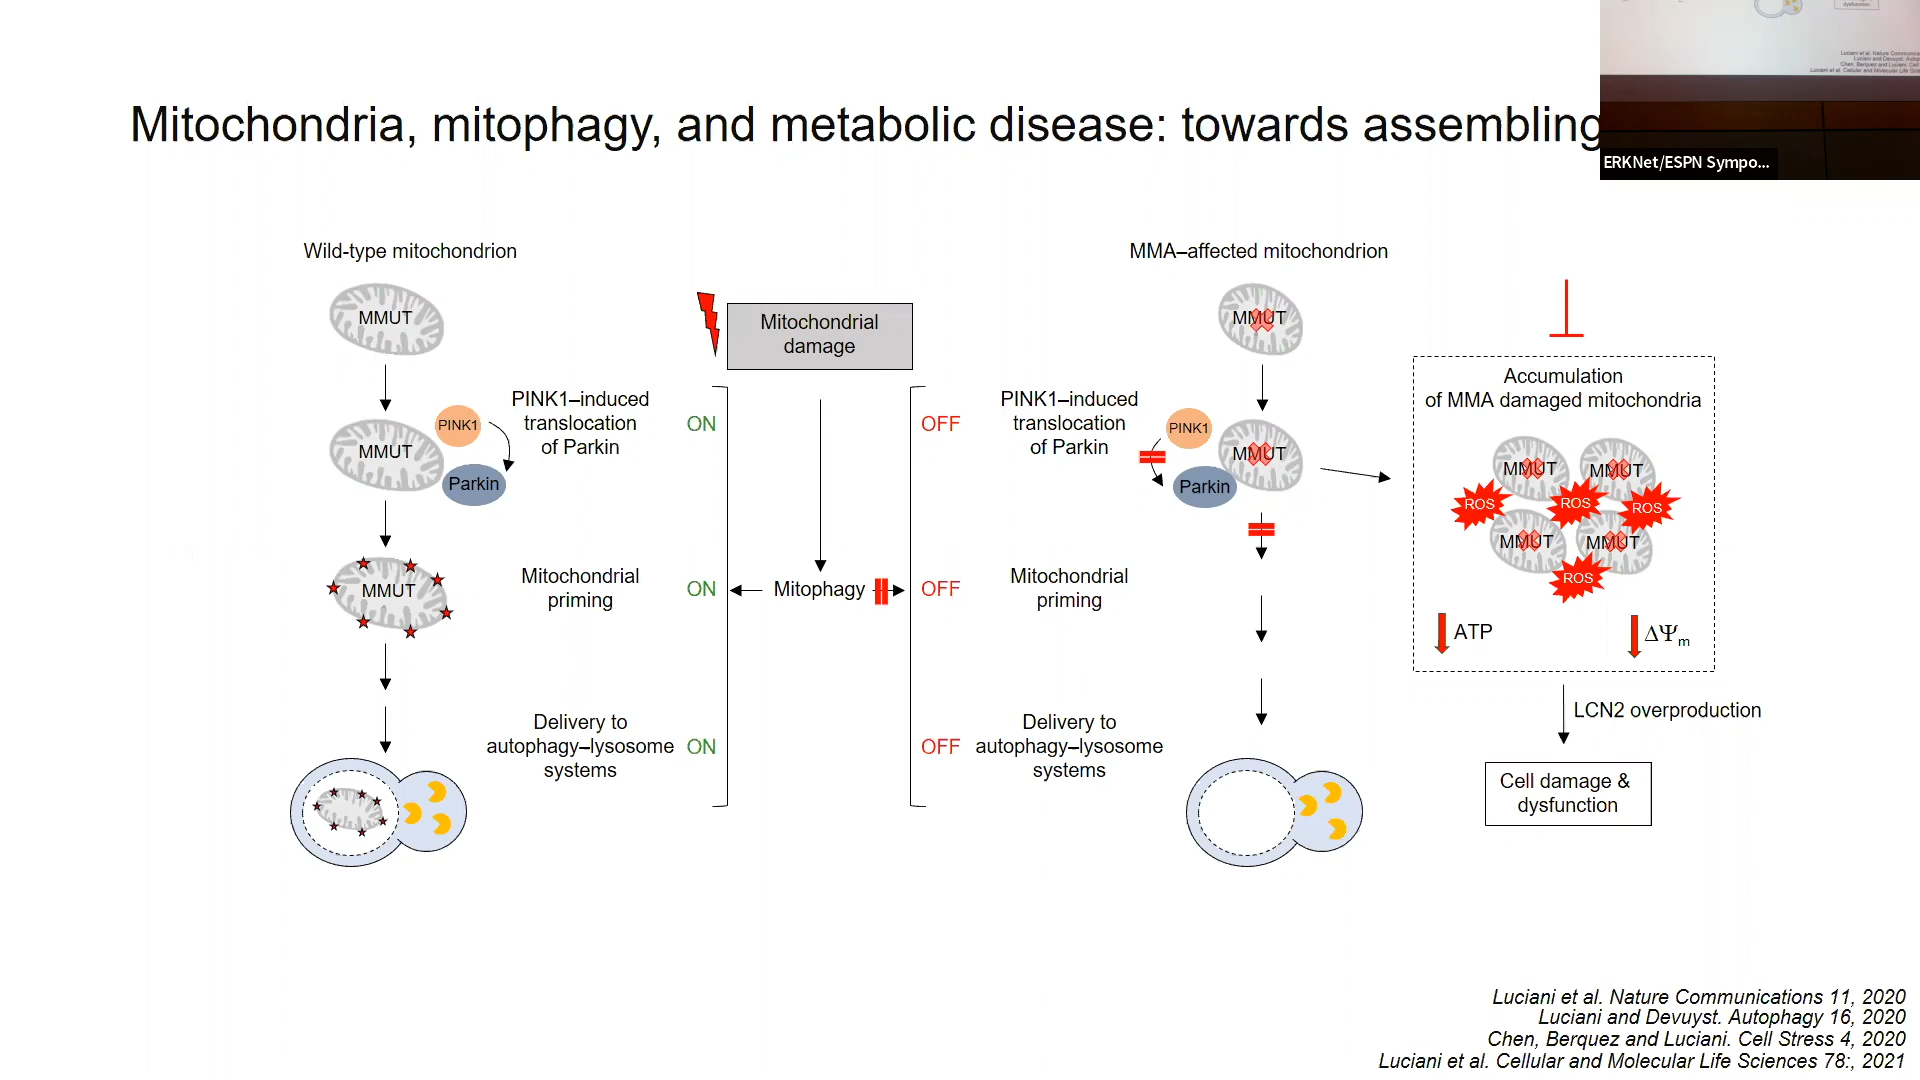 Mitochondria, mitophagy, and metabolic disease: towards assembling
ERKNet/ESPN Sympo...
Wild-type mitochondrion
MMUT
PINK1
MMUT
Parkin
MMUT
PINK1–induced
translocation
of Parkin
ON
Mitochondrial
priming
ON
Delivery to
autophagy–lysosome
systems
ON
Mitochondrial
damage
Mitophagy
OFF
OFF
OFF
PINK1–induced
translocation
of Parkin
Mitochondrial
priming
Delivery to
autophagy–lysosome
systems
MMA–affected mitochondrion
MMUT
PINK1
MMUT
Parkin
Accumulation
of MMA damaged mitochondria
MMUT
MMUT
ROS
ROS
ROS
MMUT
MMUT
ROS
ATP
ΔΨm
LCN2 overproduction
Cell damage &
dysfunction
Luciani et al. Nature Communications 11, 2020
Luciani and Devuyst. Autophagy 16, 2020
Chen, Berquez and Luciani. Cell Stress 4, 2020
Luciani et al. Cellular and Molecular Life Sciences 78:, 2021